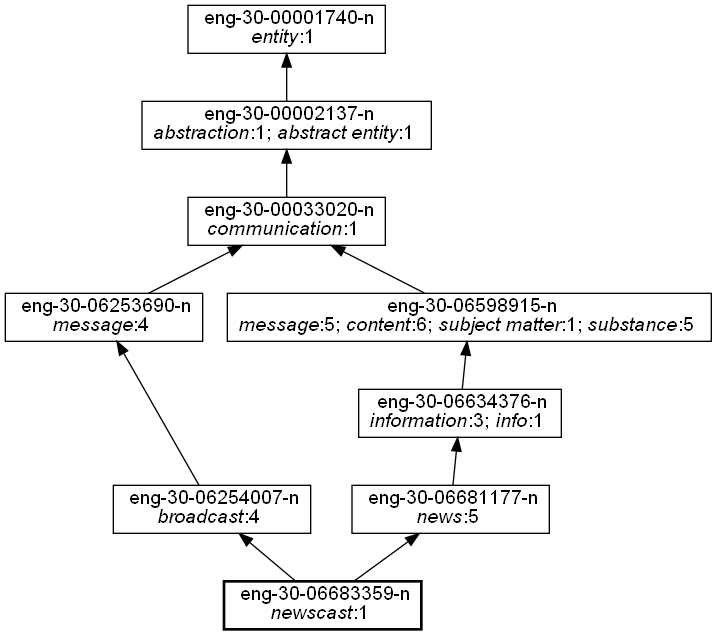 eng-30-00001740-n
entity:1
eng-30-00002137-n
abstraction:1; abstract entity:1
eng-30-00033020-n
communication:1
eng-30-06253690-n
message:4
eng-30-06598915-n
message:5; content:6; subject matter:1; substance:5
eng-30-06634376-n
information:3; info:1
eng-30-06254007-n
broadcast:4
eng-30-06681177-n
news:5
eng-30-06683359-n
newscast:1